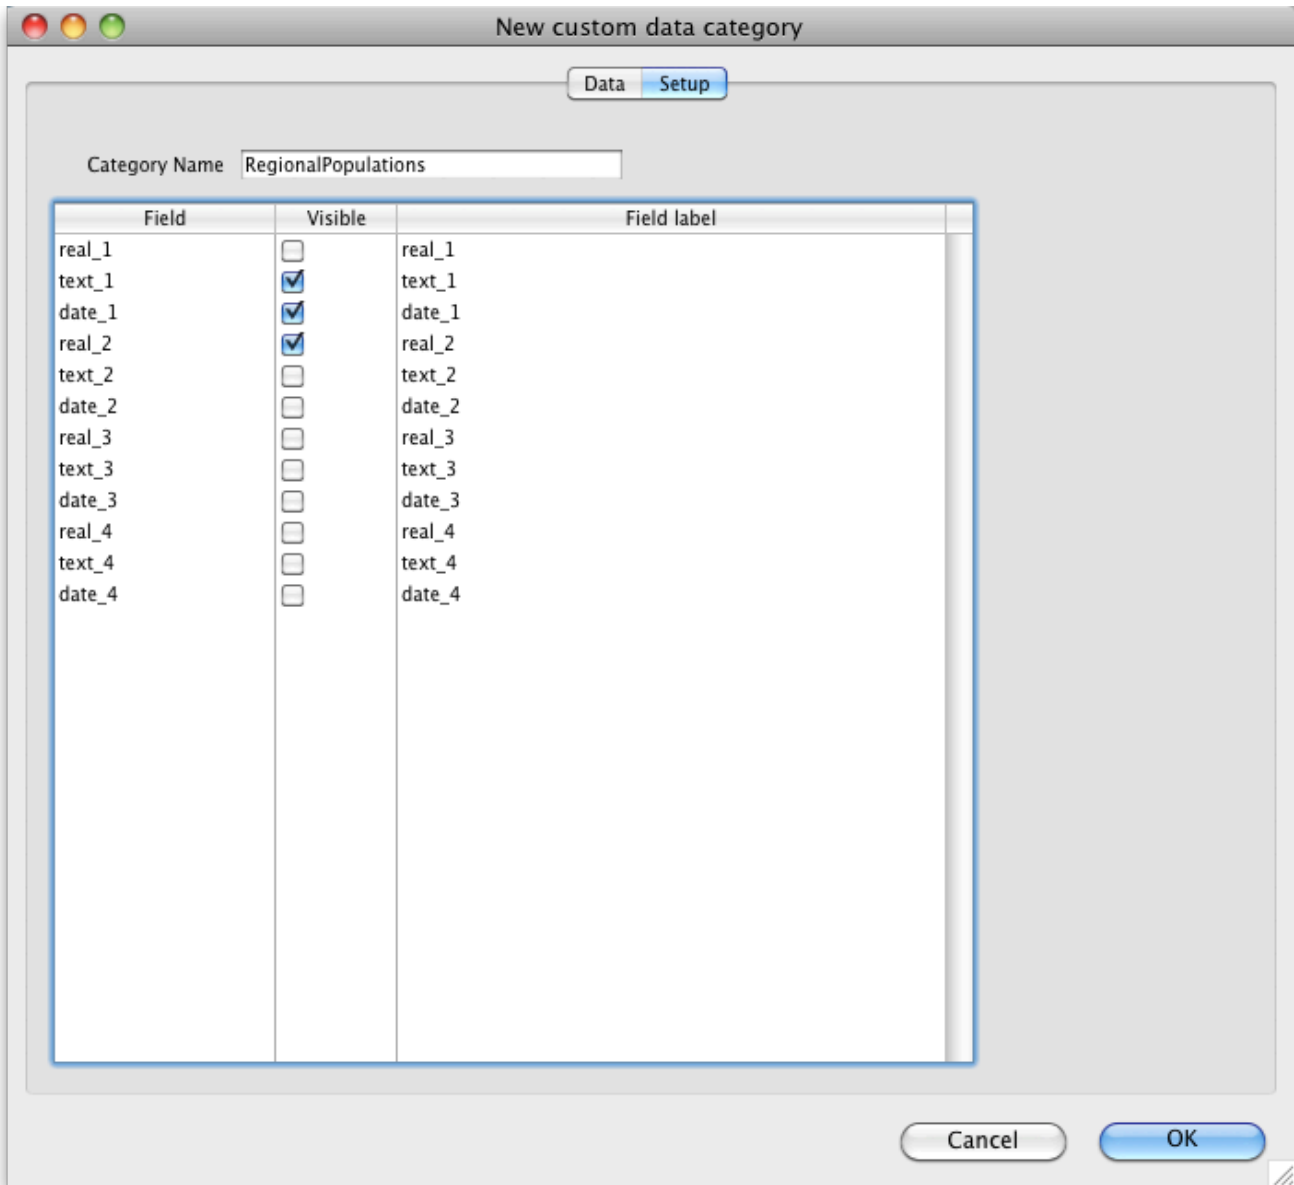 New custom data category
Data Setup
Category Name RegionalPopulations
Field Visible Field label
real_1 real_1
text_1 text_1
date_1 date_1
real_2 real_2
text_2 text_2
date_2 date_2
real_3 real_3
text_3 text_3
date_3 date_3
real_4 real_4
text_4 text_4
date_4 date_4
Cancel OK